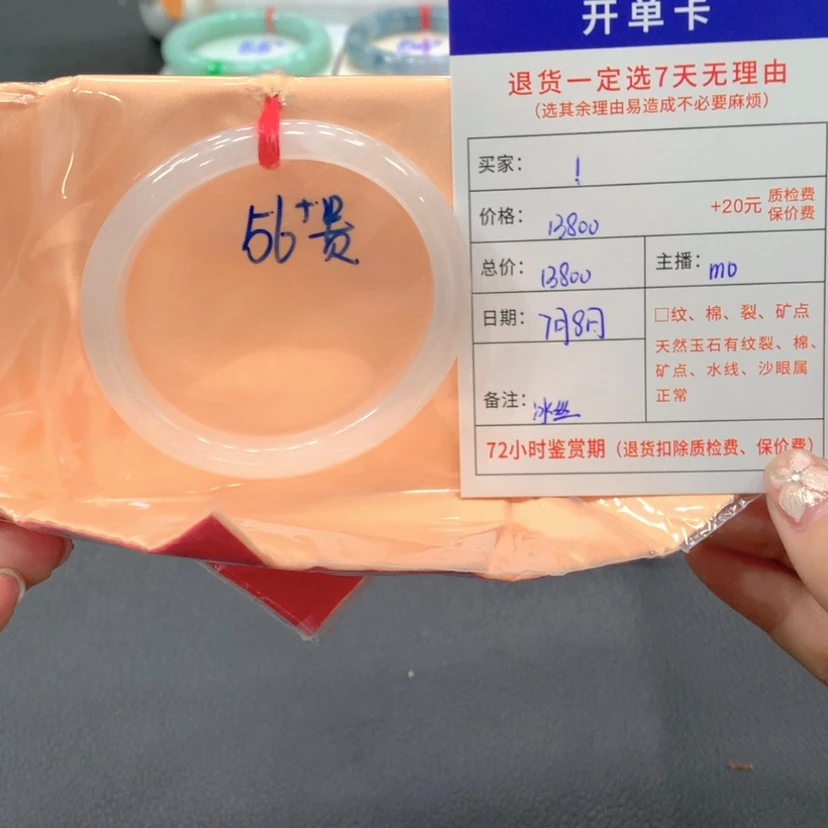 开单卡
退货一定选7天无理由
(选其余理由易造成不必要麻烦)
买家: !
价格: 13800 +20元 质检费 保价费
总价: 13800
主播: mo
日期: 7月8日
□纹、棉、裂、矿点
天然玉石有纹裂、棉、
矿点、水线、沙眼属
正常
备注: 冰丝
72小时鉴赏期 (退货扣除质检费、保价费)
56+贵